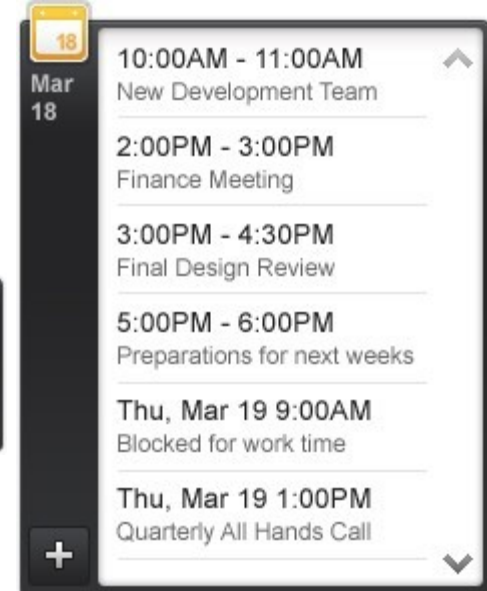 18
Mar
18
10:00AM - 11:00AM
New Development Team
2:00PM - 3:00PM
Finance Meeting
3:00PM - 4:30PM
Final Design Review
5:00PM - 6:00PM
Preparations for next weeks
Thu, Mar 19 9:00AM
Blocked for work time
Thu, Mar 19 1:00PM
Quarterly All Hands Call